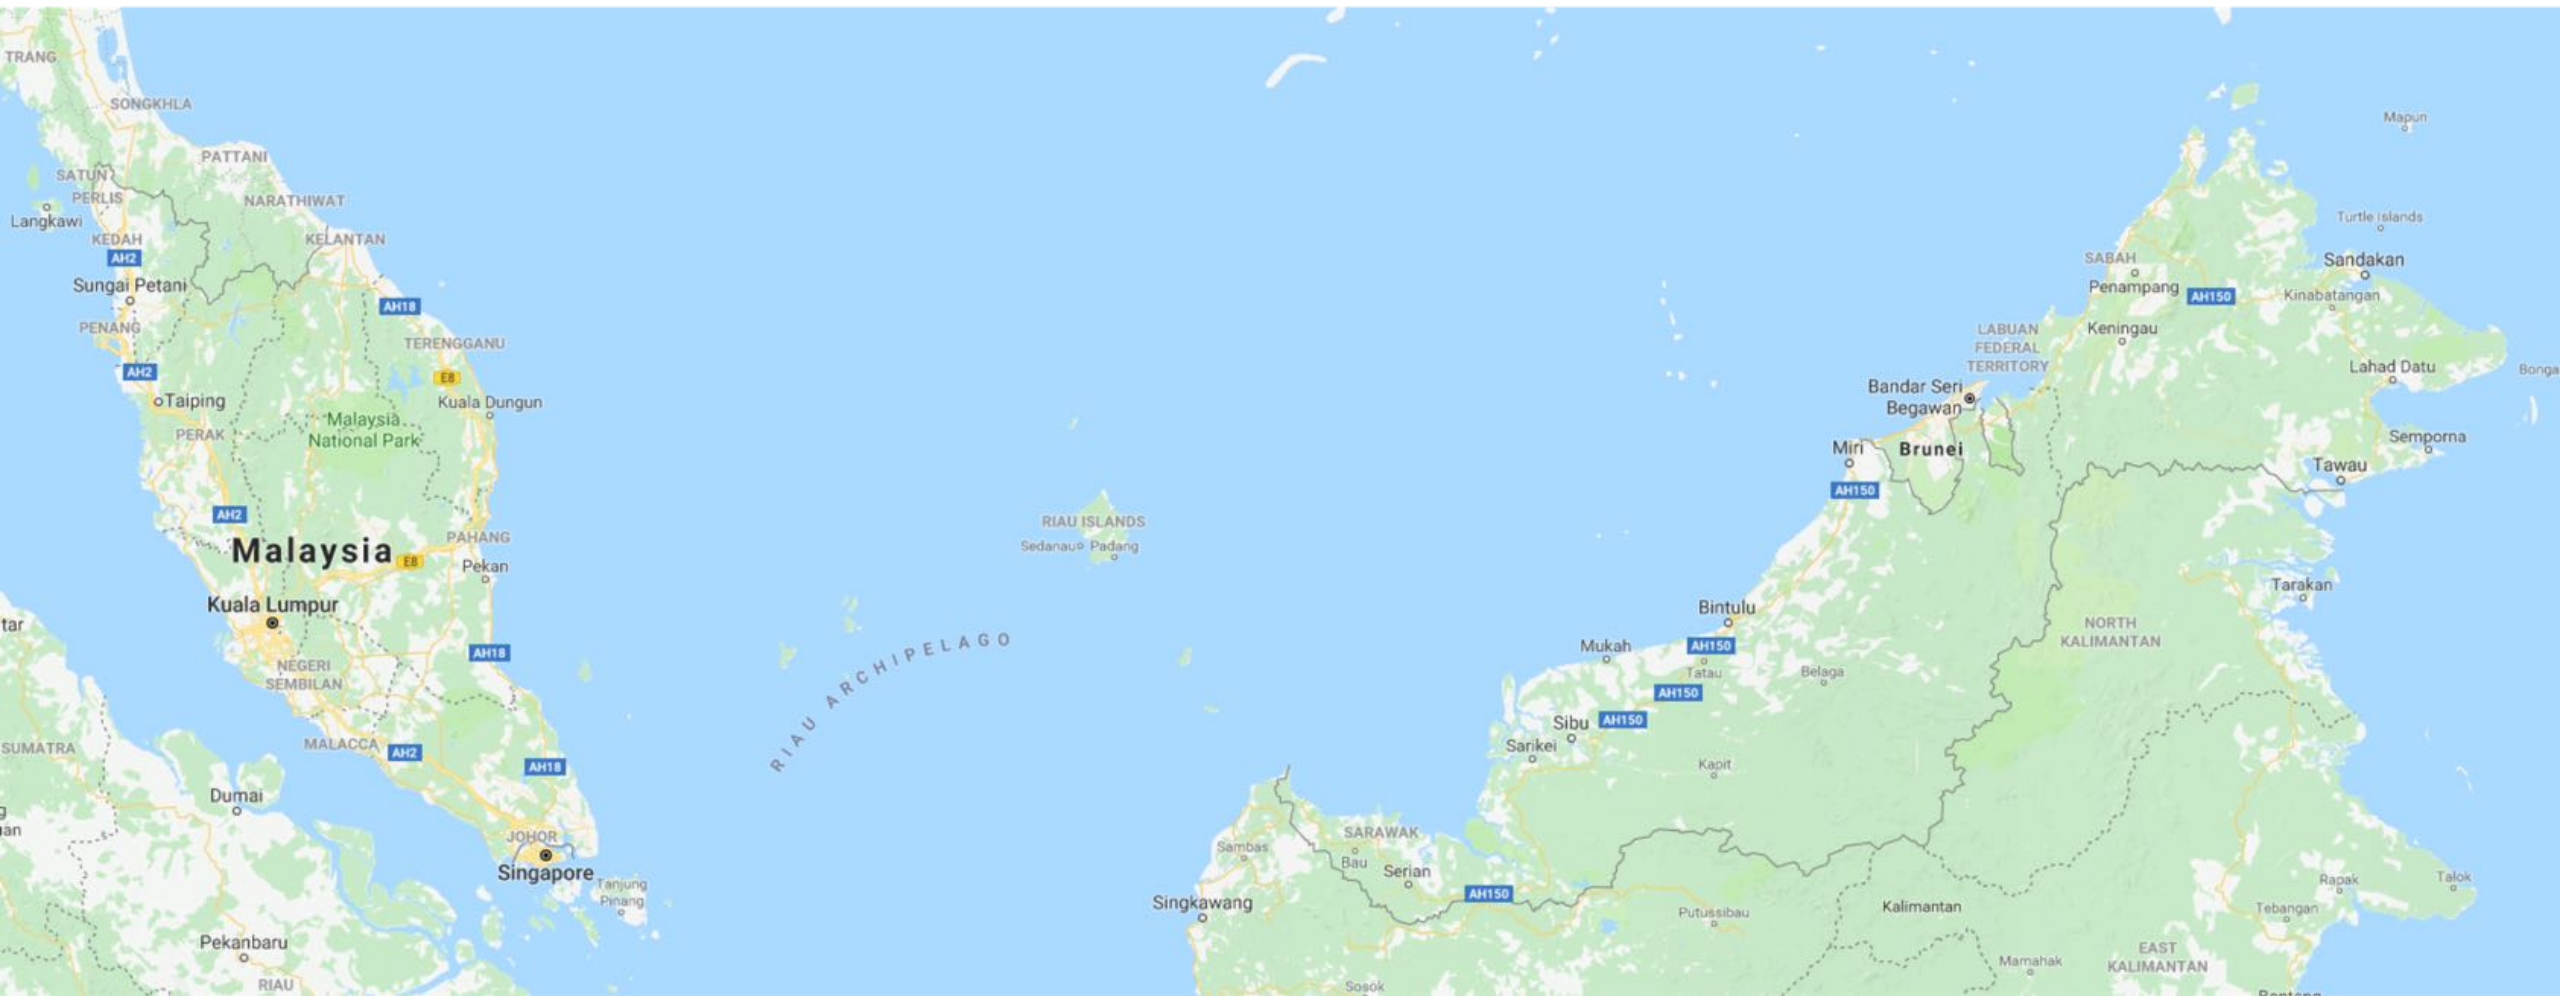 TRANG
SONGKHLA
PATTANI
SATUN
PERLIS
NARATHIWAT
Langkawi
KEDAH
KELANTAN
AH2
Sungai Petani
AH18
PENANG
TERENGGANU
AH2
E8
Taiping
Kuala Dungun
Malaysia
National Park
PERAK
AH2
PAHANG
Malaysia
E8
Pekan
Kuala Lumpur
tar
AH18
NEGERI
SEMBILAN
MALACCA
AH2
SUMATRA
AH18
Dumai
JOHOR
Singapore
Tanjung
Pinang
Pekanbaru
RIAU
RIAU ISLANDS
Sedanau
Padang
RIAU ARCHIPELAGO
Mapun
Turtle Islands
SABAH
Sandakan
Penampang
AH150
Kinabatangan
LABUAN
FEDERAL
TERRITORY
Keningau
Lahad Datu
Bonga
Bandar Seri
Begawan
Miri
Brunei
Semporna
Tawau
AH150
Tarakan
Bintulu
NORTH
KALIMANTAN
Mukah
AH150
Tatau
Belaga
AH150
Sibu
AH150
Sarikei
Kapit
SARAWAK
Sambas
Bau
Serian
AH150
Singkawang
Putussibau
Kalimantan
Rapak
Talok
Tebangan
EAST
KALIMANTAN
Mamahak
Sosok